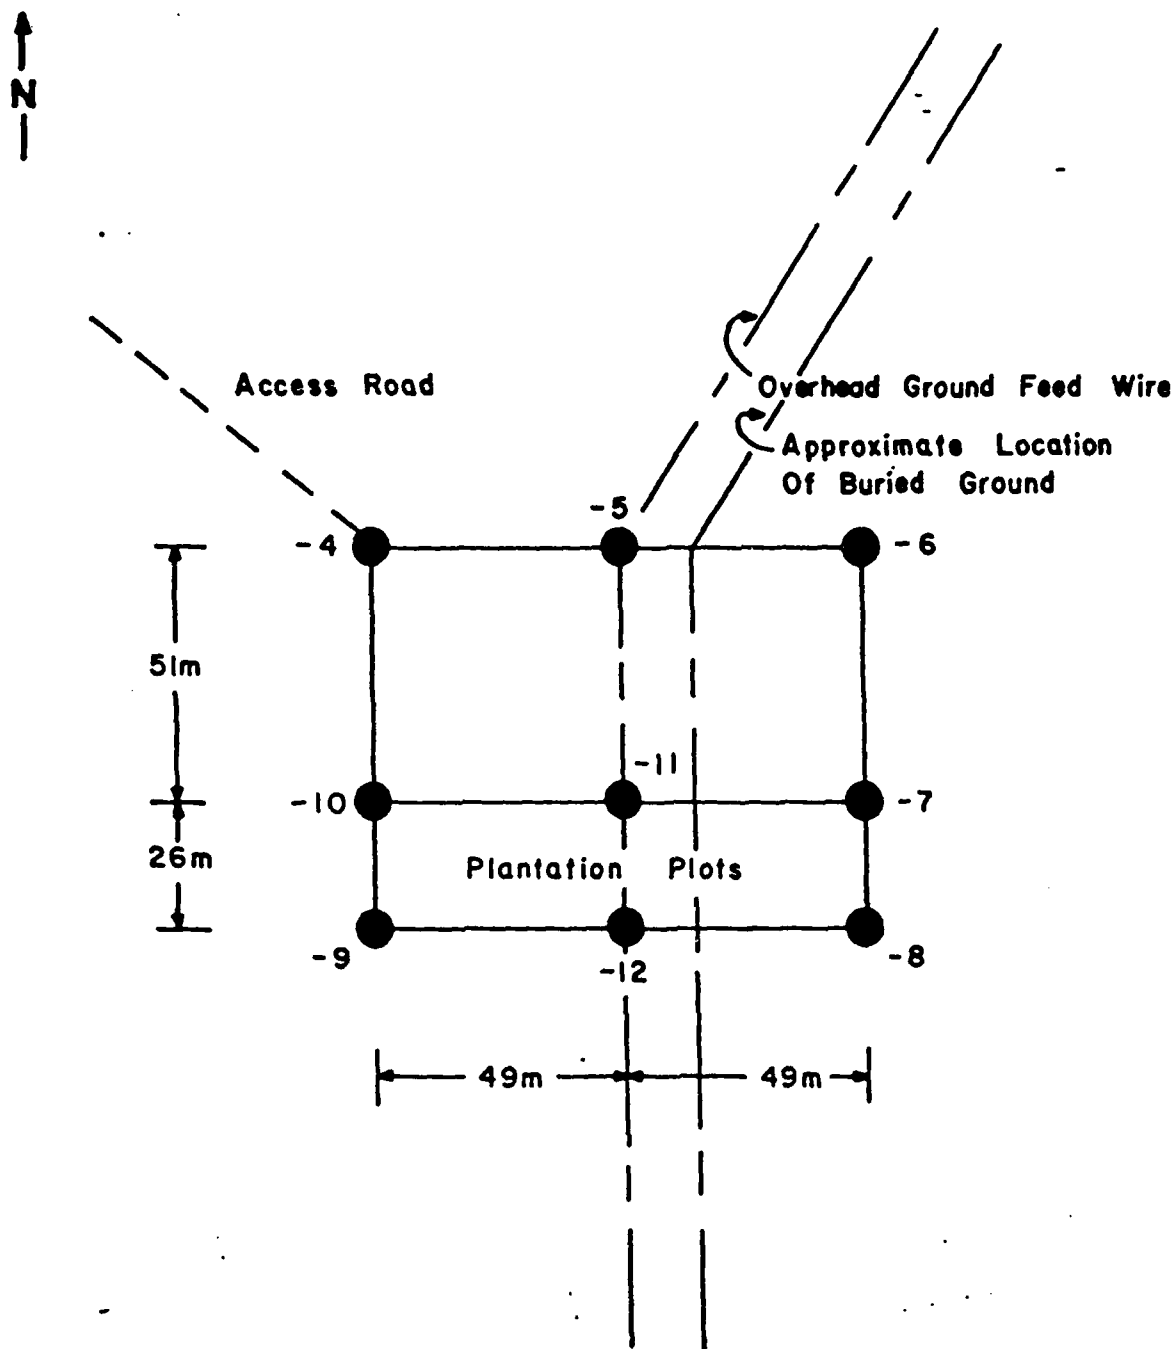 N
Access Road
Overhead Ground Feed Wire
Approximate Location
Of Buried Ground
-5
-4
-6
51m
-11
-10
-7
26m
Plantation Plots
-9
-12
-8
49m
49m